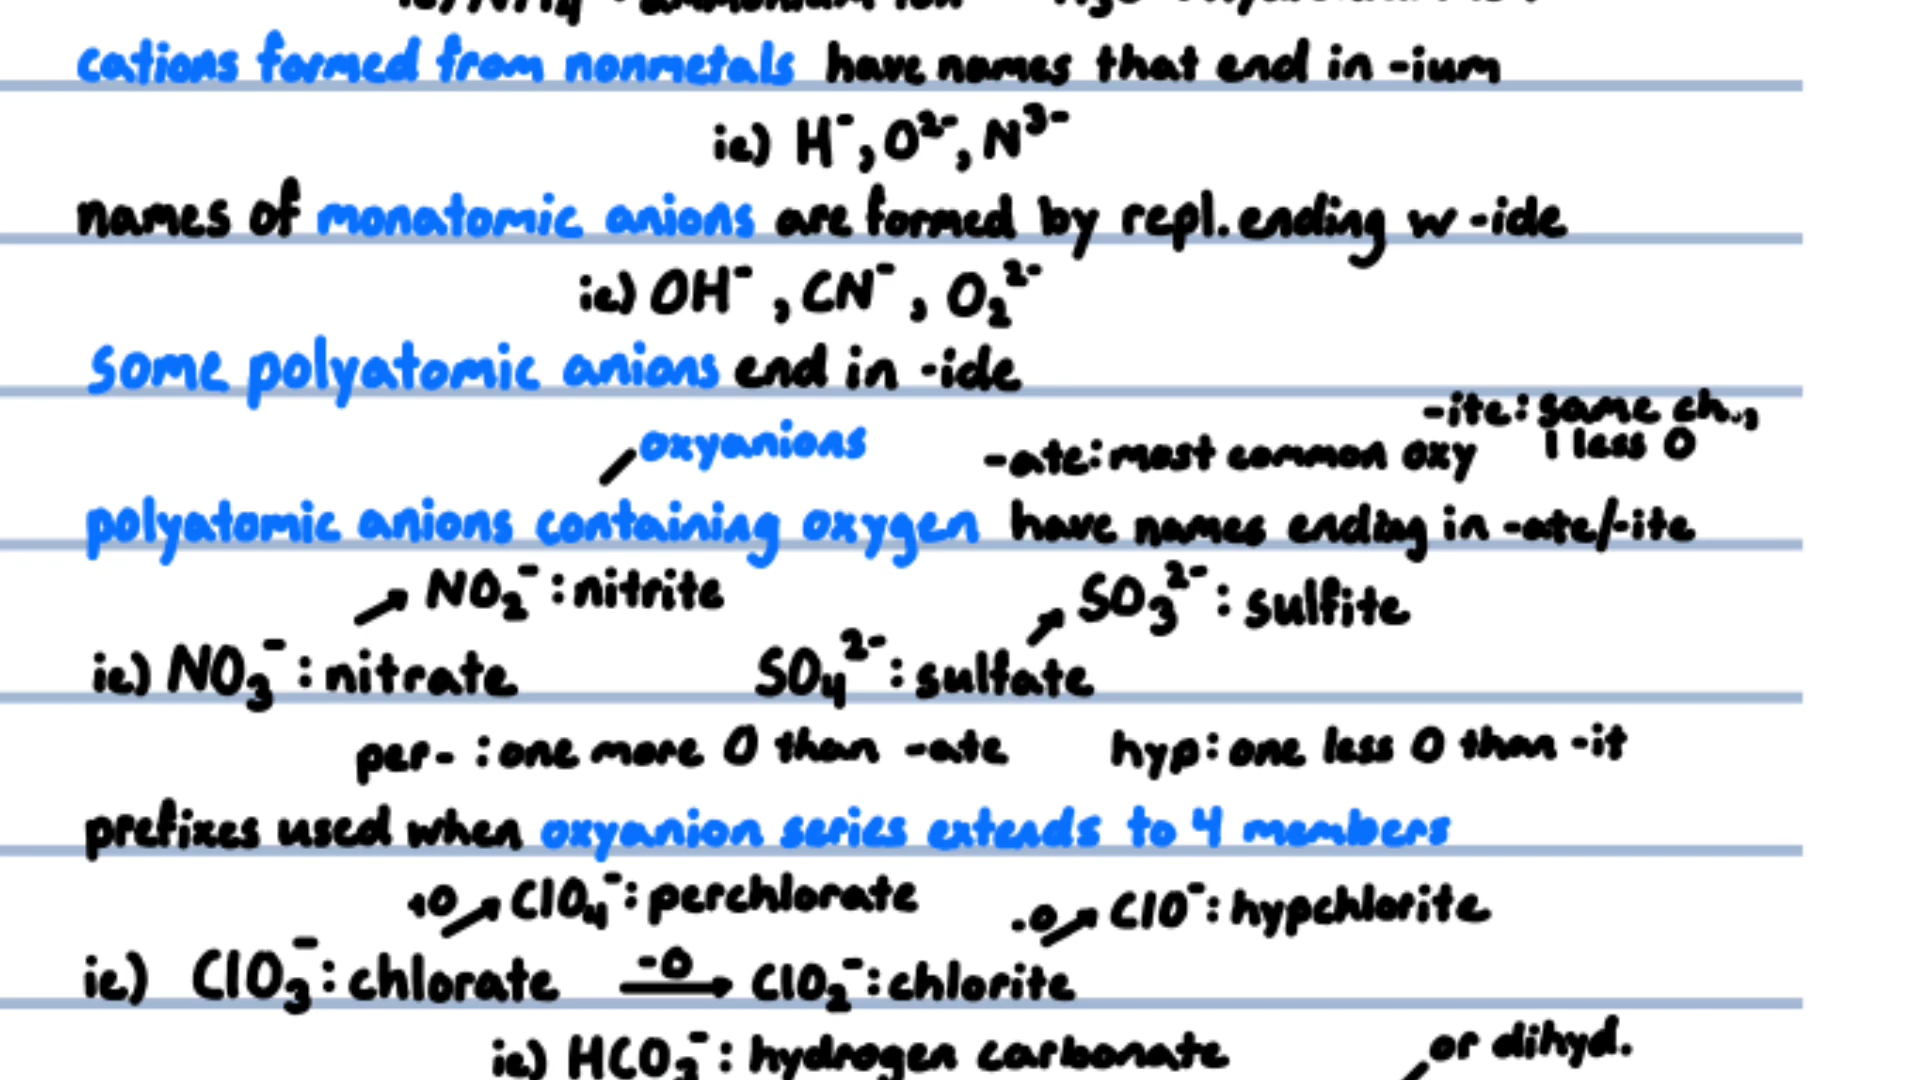 cations formed from nonmetals have names that end in -ium
ie) H⁻, O²⁻, N³⁻
names of monatomic anions are formed by repl. ending w -ide
ie) OH⁻, CN⁻, O₂²⁻
some polyatomic anions end in -ide
-ite: same ch.,
oxyanions -ate: most common oxy 1 less O
polyatomic anions containing oxygen have names ending in -ate/-ite
NO₂⁻: nitrite SO₃²⁻: sulfite
ie) NO₃⁻: nitrate SO₄²⁻: sulfate
per- : one more O than -ate hyp: one less O than -it
prefixes used when oxyanion series extends to 4 members
+O ClO₄⁻: perchlorate -O ClO⁻: hypchlorite
ie) ClO₃⁻: chlorate -O ClO₂⁻: chlorite
or dihyd.
ie) HCO₃⁻: hydrogen carbonate